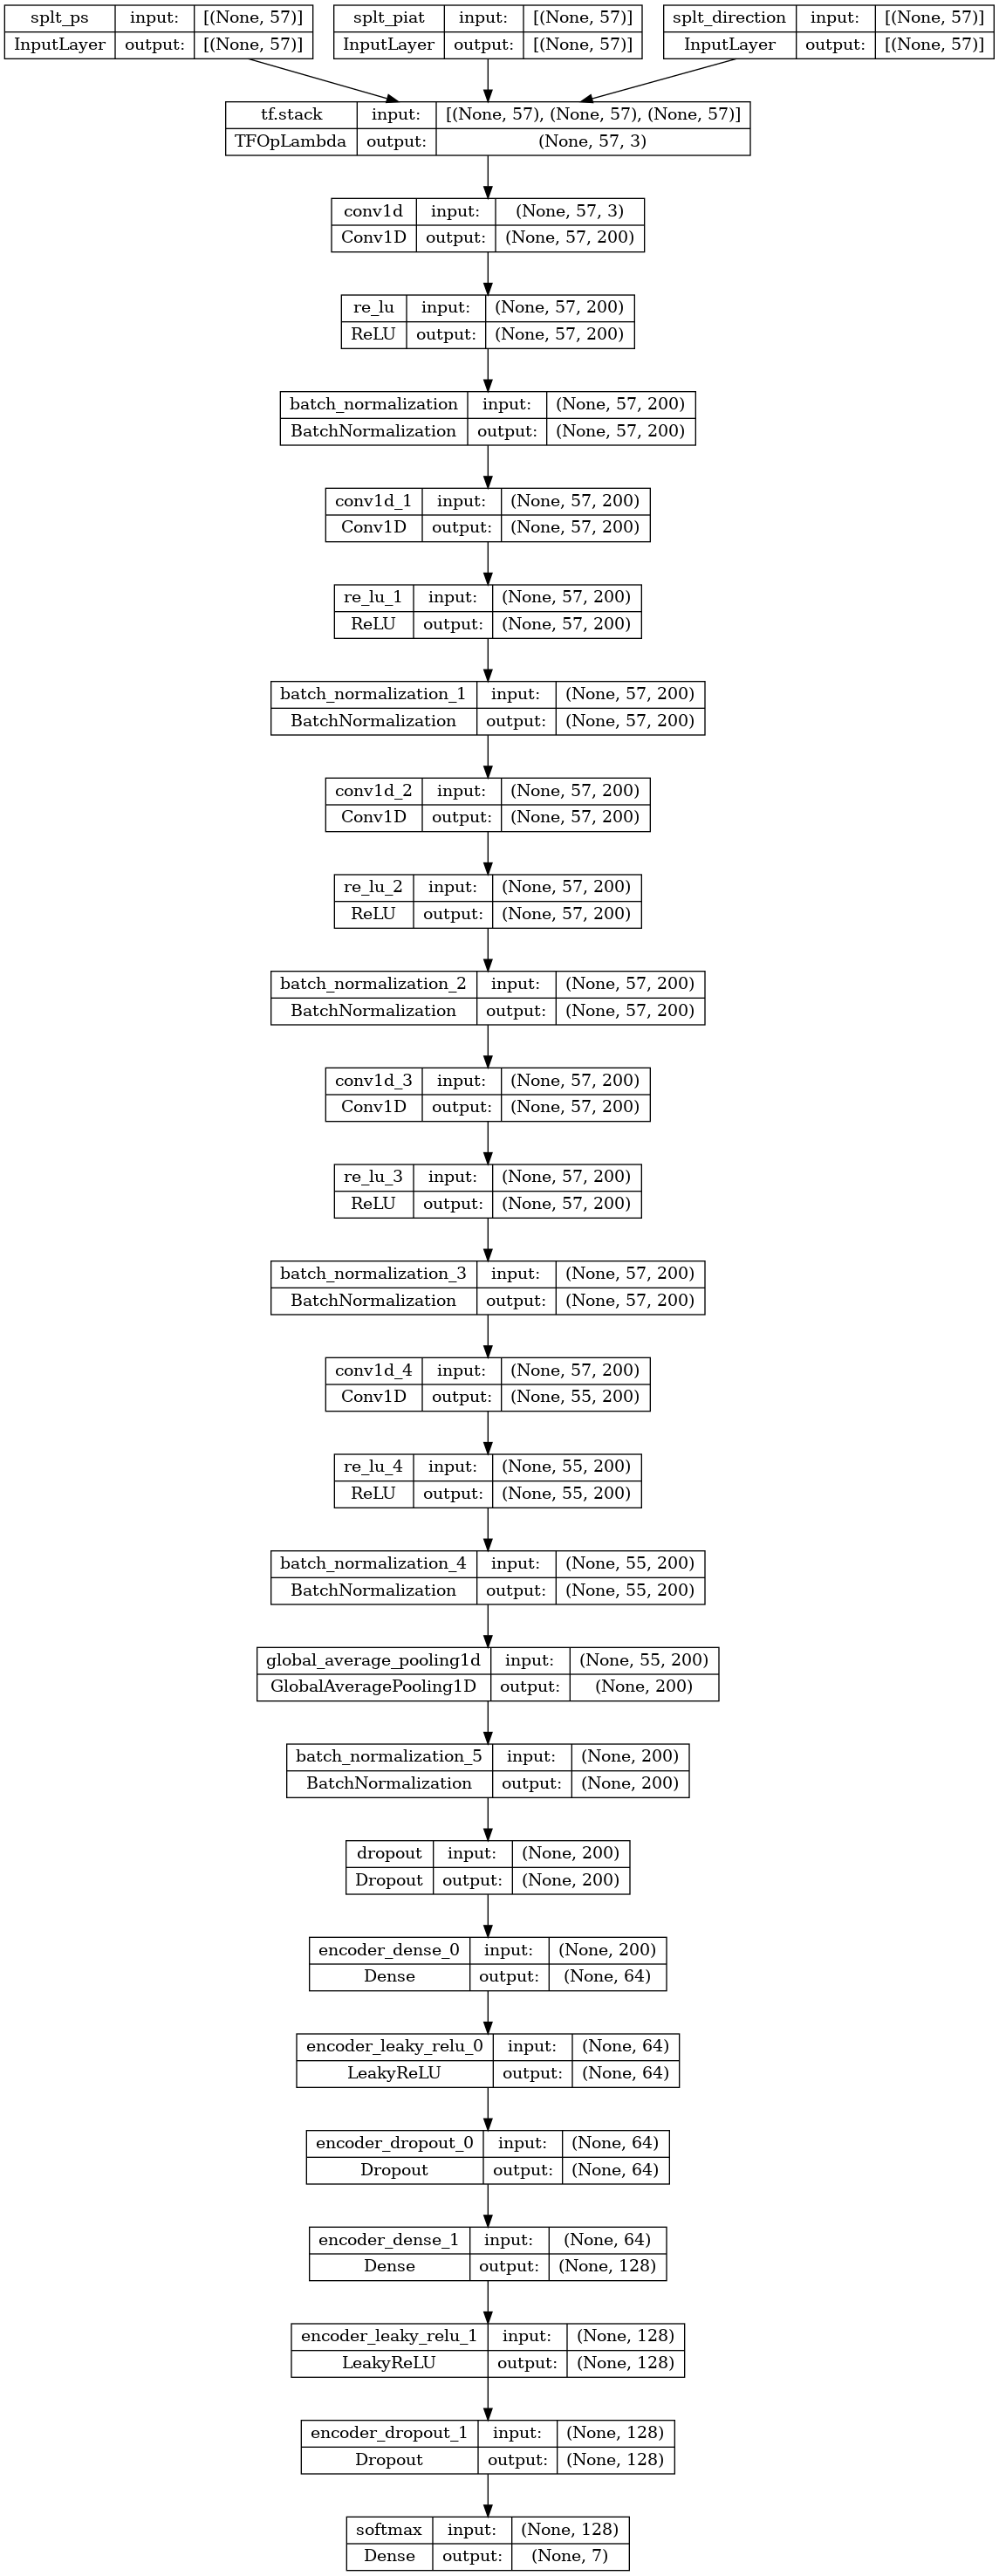 splt_ps input: [(None, 57)]
InputLayer output: [(None, 57)]
splt_piat input: [(None, 57)]
InputLayer output: [(None, 57)]
splt_direction input: [(None, 57)]
InputLayer output: [(None, 57)]
tf.stack input: [(None, 57), (None, 57), (None, 57)]
TFOpLambda output: (None, 57, 3)
conv1d input: (None, 57, 3)
Conv1D output: (None, 57, 200)
re_lu input: (None, 57, 200)
ReLU output: (None, 57, 200)
batch_normalization input: (None, 57, 200)
BatchNormalization output: (None, 57, 200)
conv1d_1 input: (None, 57, 200)
Conv1D output: (None, 57, 200)
re_lu_1 input: (None, 57, 200)
ReLU output: (None, 57, 200)
batch_normalization_1 input: (None, 57, 200)
BatchNormalization output: (None, 57, 200)
conv1d_2 input: (None, 57, 200)
Conv1D output: (None, 57, 200)
re_lu_2 input: (None, 57, 200)
ReLU output: (None, 57, 200)
batch_normalization_2 input: (None, 57, 200)
BatchNormalization output: (None, 57, 200)
conv1d_3 input: (None, 57, 200)
Conv1D output: (None, 57, 200)
re_lu_3 input: (None, 57, 200)
ReLU output: (None, 57, 200)
batch_normalization_3 input: (None, 57, 200)
BatchNormalization output: (None, 57, 200)
conv1d_4 input: (None, 57, 200)
Conv1D output: (None, 55, 200)
re_lu_4 input: (None, 55, 200)
ReLU output: (None, 55, 200)
batch_normalization_4 input: (None, 55, 200)
BatchNormalization output: (None, 55, 200)
global_average_pooling1d input: (None, 55, 200)
GlobalAveragePooling1D output: (None, 200)
batch_normalization_5 input: (None, 200)
BatchNormalization output: (None, 200)
dropout input: (None, 200)
Dropout output: (None, 200)
encoder_dense_0 input: (None, 200)
Dense output: (None, 64)
encoder_leaky_relu_0 input: (None, 64)
LeakyReLU output: (None, 64)
encoder_dropout_0 input: (None, 64)
Dropout output: (None, 64)
encoder_dense_1 input: (None, 64)
Dense output: (None, 128)
encoder_leaky_relu_1 input: (None, 128)
LeakyReLU output: (None, 128)
encoder_dropout_1 input: (None, 128)
Dropout output: (None, 128)
softmax input: (None, 128)
Dense output: (None, 7)